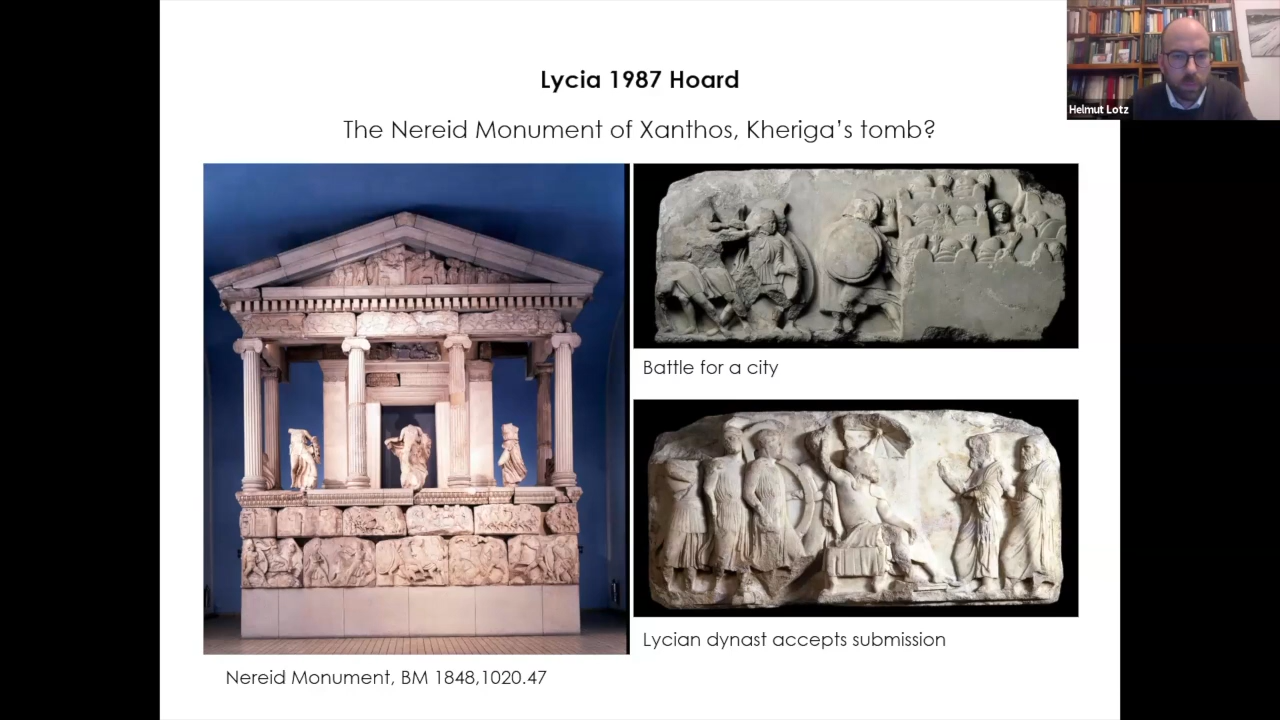 Lycia 1987 Hoard
Helmut Lotz
The Nereid Monument of Xanthos, Kheriga's tomb?
Battle for a city
Lycian dynast accepts submission
Nereid Monument, BM 1848,1020.47